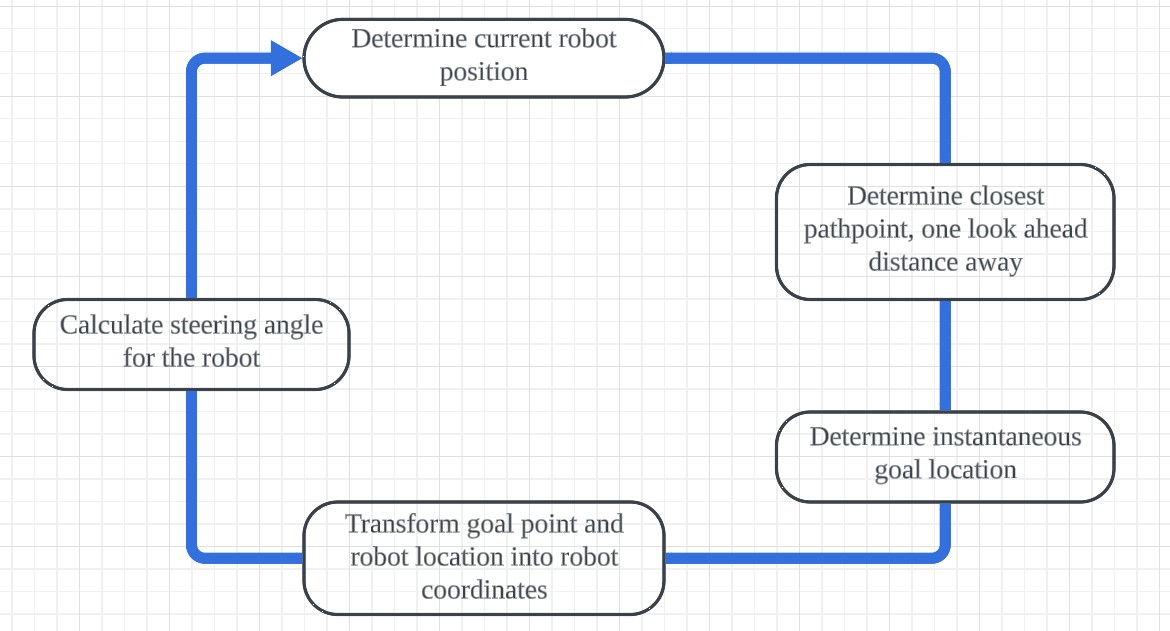 Determine current robot
position
Determine closest
pathpoint, one look ahead
distance away
Calculate steering angle
for the robot
Determine instantaneous
goal location
Transform goal point and
robot location into robot
coordinates